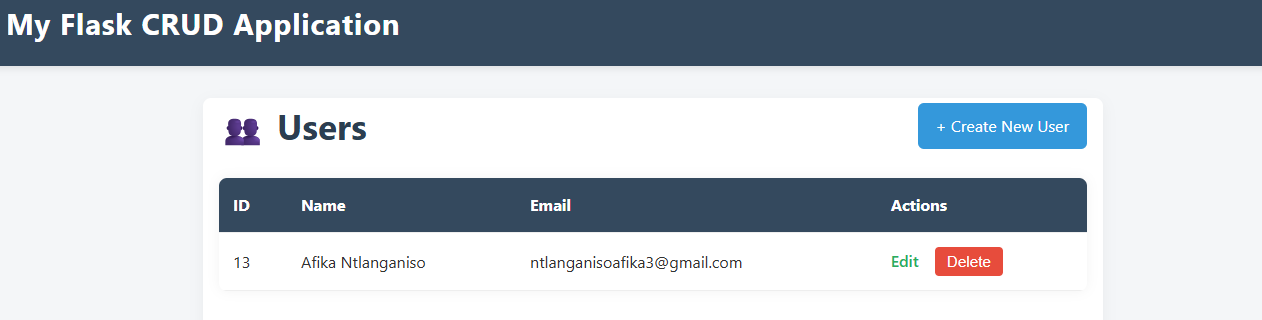 My Flask CRUD Application
Users
+ Create New User
ID Name Email Actions
13 Afika Ntlanganiso ntlanganisoafika3@gmail.com Edit Delete